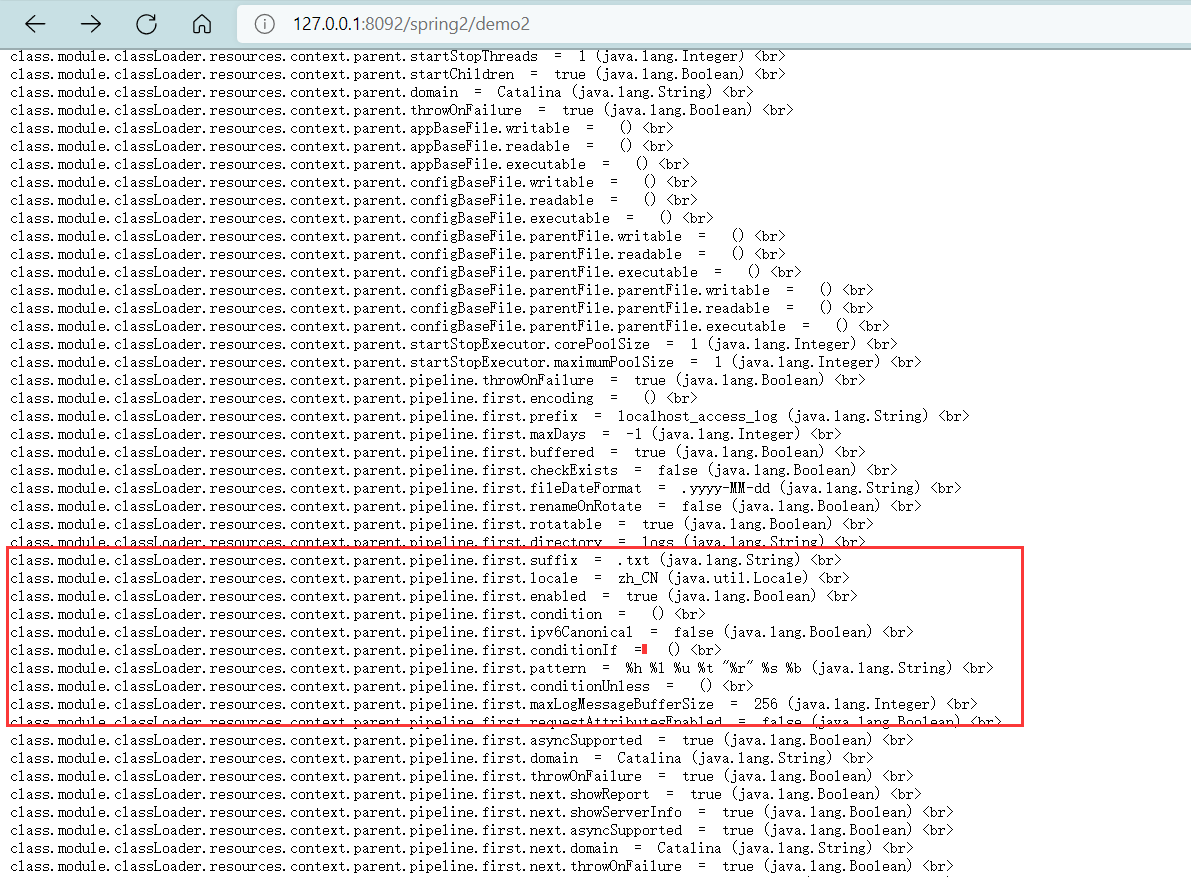 127.0.0.1:8092/spring2/demo2
class.module.classLoader.resources.context.parent.startStopThreads = 1 (java.lang.Integer) <br>
class.module.classLoader.resources.context.parent.startChildren = true (java.lang.Boolean) <br>
class.module.classLoader.resources.context.parent.domain = Catalina (java.lang.String) <br>
class.module.classLoader.resources.context.parent.throwOnFailure = true (java.lang.Boolean) <br>
class.module.classLoader.resources.context.parent.appBaseFile.writable = () <br>
class.module.classLoader.resources.context.parent.appBaseFile.readable = () <br>
class.module.classLoader.resources.context.parent.appBaseFile.executable = () <br>
class.module.classLoader.resources.context.parent.configBaseFile.writable = () <br>
class.module.classLoader.resources.context.parent.configBaseFile.readable = () <br>
class.module.classLoader.resources.context.parent.configBaseFile.executable = () <br>
class.module.classLoader.resources.context.parent.configBaseFile.parentFile.writable = () <br>
class.module.classLoader.resources.context.parent.configBaseFile.parentFile.readable = () <br>
class.module.classLoader.resources.context.parent.configBaseFile.parentFile.executable = () <br>
class.module.classLoader.resources.context.parent.configBaseFile.parentFile.parentFile.writable = () <br>
class.module.classLoader.resources.context.parent.configBaseFile.parentFile.parentFile.readable = () <br>
class.module.classLoader.resources.context.parent.configBaseFile.parentFile.parentFile.executable = () <br>
class.module.classLoader.resources.context.parent.startStopExecutor.corePoolSize = 1 (java.lang.Integer) <br>
class.module.classLoader.resources.context.parent.startStopExecutor.maximumPoolSize = 1 (java.lang.Integer) <br>
class.module.classLoader.resources.context.parent.pipeline.throwOnFailure = true (java.lang.Boolean) <br>
class.module.classLoader.resources.context.parent.pipeline.first.encoding = () <br>
class.module.classLoader.resources.context.parent.pipeline.first.prefix = localhost_access_log (java.lang.String) <br>
class.module.classLoader.resources.context.parent.pipeline.first.maxDays = -1 (java.lang.Integer) <br>
class.module.classLoader.resources.context.parent.pipeline.first.buffered = true (java.lang.Boolean) <br>
class.module.classLoader.resources.context.parent.pipeline.first.checkExists = false (java.lang.Boolean) <br>
class.module.classLoader.resources.context.parent.pipeline.first.fileDateFormat = .yyyy-MM-dd (java.lang.String) <br>
class.module.classLoader.resources.context.parent.pipeline.first.renameOnRotate = false (java.lang.Boolean) <br>
class.module.classLoader.resources.context.parent.pipeline.first.rotatable = true (java.lang.Boolean) <br>
class.module.classLoader.resources.context.parent.pipeline.first.directory = logs (java.lang.String) <br>
class.module.classLoader.resources.context.parent.pipeline.first.suffix = .txt (java.lang.String) <br>
class.module.classLoader.resources.context.parent.pipeline.first.locale = zh_CN (java.util.Locale) <br>
class.module.classLoader.resources.context.parent.pipeline.first.enabled = true (java.lang.Boolean) <br>
class.module.classLoader.resources.context.parent.pipeline.first.condition = () <br>
class.module.classLoader.resources.context.parent.pipeline.first.ipv6Canonical = false (java.lang.Boolean) <br>
class.module.classLoader.resources.context.parent.pipeline.first.conditionIf = () <br>
class.module.classLoader.resources.context.parent.pipeline.first.pattern = %h %l %u %t "%r" %s %b (java.lang.String) <br>
class.module.classLoader.resources.context.parent.pipeline.first.conditionUnless = () <br>
class.module.classLoader.resources.context.parent.pipeline.first.maxLogMessageBufferSize = 256 (java.lang.Integer) <br>
class.module.classLoader.resources.context.parent.pipeline.first.requestAttributesEnabled = false (java.lang.Boolean) <br>
class.module.classLoader.resources.context.parent.pipeline.first.asyncSupported = true (java.lang.Boolean) <br>
class.module.classLoader.resources.context.parent.pipeline.first.domain = Catalina (java.lang.String) <br>
class.module.classLoader.resources.context.parent.pipeline.first.throwOnFailure = true (java.lang.Boolean) <br>
class.module.classLoader.resources.context.parent.pipeline.first.next.showReport = true (java.lang.Boolean) <br>
class.module.classLoader.resources.context.parent.pipeline.first.next.showServerInfo = true (java.lang.Boolean) <br>
class.module.classLoader.resources.context.parent.pipeline.first.next.asyncSupported = true (java.lang.Boolean) <br>
class.module.classLoader.resources.context.parent.pipeline.first.next.domain = Catalina (java.lang.String) <br>
class.module.classLoader.resources.context.parent.pipeline.first.next.throwOnFailure = true (java.lang.Boolean) <br>